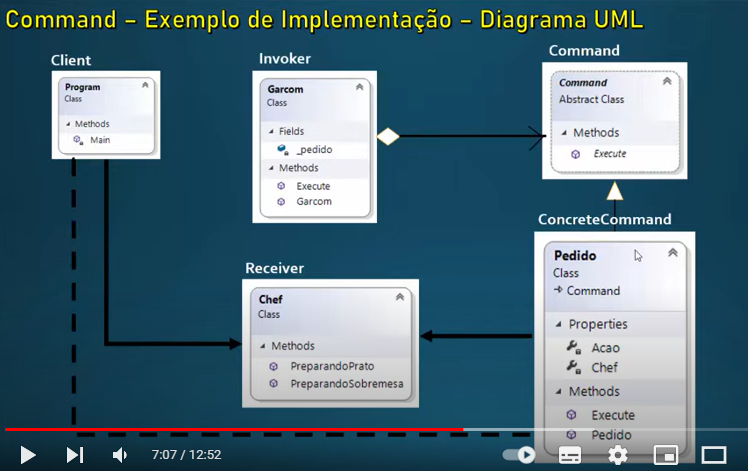 Command – Exemplo de Implementação – Diagrama UML
Client
Program
Class
Methods
Main
Invoker
Garcom
Class
Fields
_pedido
Methods
Execute
Garcom
Command
Command
Abstract Class
Methods
Execute
ConcreteCommand
Pedido
Class
Command
Properties
Acao
Chef
Methods
Execute
Pedido
Receiver
Chef
Class
Methods
PreparandoPrato
PreparandoSobremesa
7:07 / 12:52